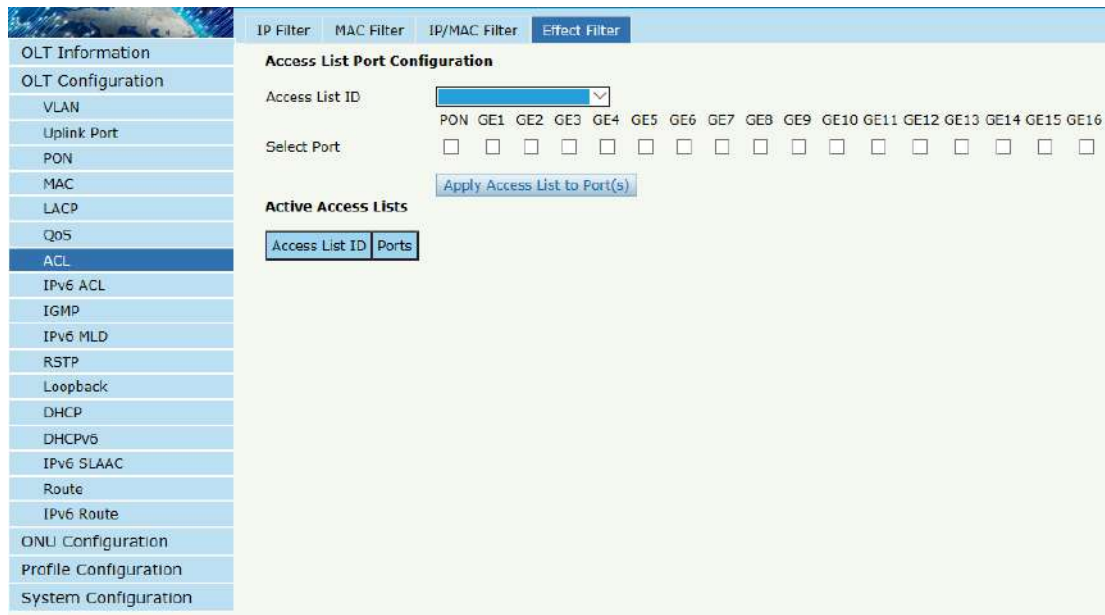 IP Filter MAC Filter IP/MAC Filter Effect Filter
OLT Information
OLT Configuration
VLAN
Uplink Port
PON
MAC
LACP
QoS
ACL
IPv6 ACL
IGMP
IPv6 MLD
RSTP
Loopback
DHCP
DHCPv6
IPv6 SLAAC
Route
IPv6 Route
ONU Configuration
Profile Configuration
System Configuration
Access List Port Configuration
Access List ID
PON GE1 GE2 GE3 GE4 GE5 GE6 GE7 GE8 GE9 GE10 GE11 GE12 GE13 GE14 GE15 GE16
Select Port
Apply Access List to Port(s)
Active Access Lists
Access List ID Ports